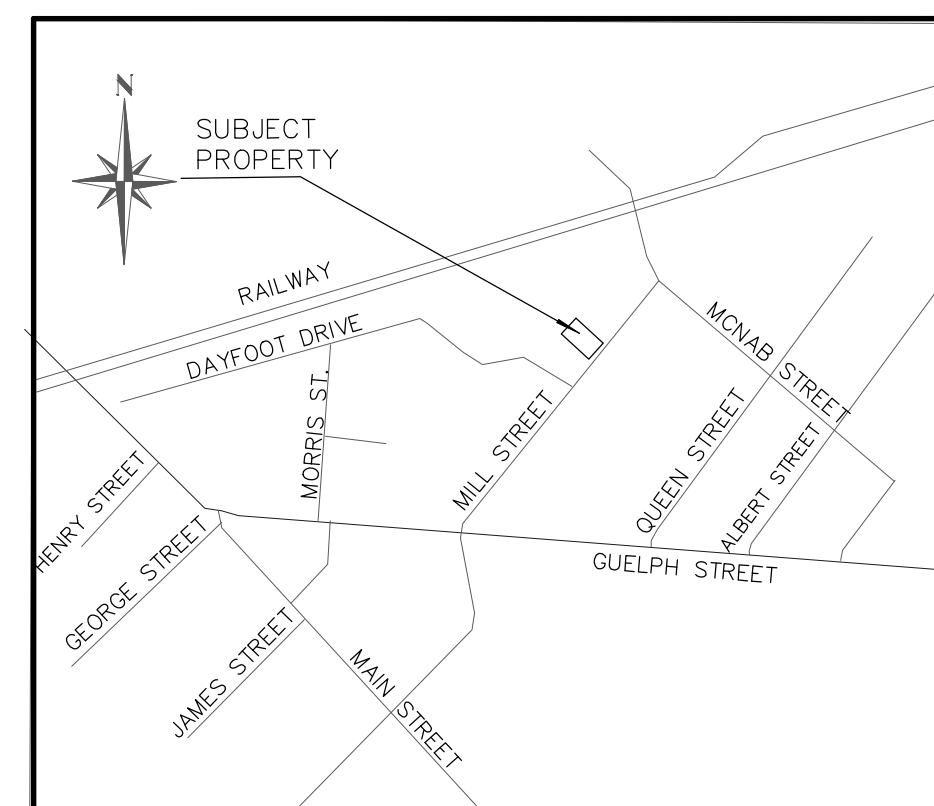 N
SUBJECT
PROPERTY
RAILWAY
DAYFOOT DRIVE
MORRIS ST.
MCNAB STREET
MILL STREET
QUEEN STREET
ALBERT STREET
HENRY STREET
GEORGE STREET
GUELPH STREET
JAMES STREET
MAIN STREET